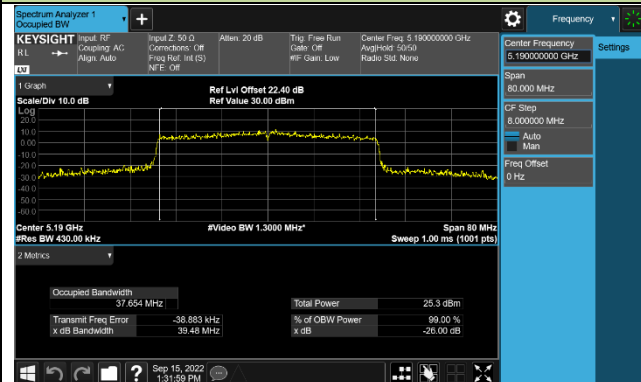 Spectrum Analyzer 1
Occupied BW
+
Frequency
KEYSIGHT
RL
LXI
Input: RF
Coupling: AC
Align: Auto
Input Z: 50 Ω
Corrections: Off
Freq Ref: Int (S)
NFE: Off
Atten: 20 dB
Trig: Free Run
Gate: Off
#IF Gain: Low
Center Freq: 5.190000000 GHz
Avg|Hold: 50/50
Radio Std: None
Center Frequency
5.190000000 GHz
Settings
Span
80.000 MHz
CF Step
8.000000 MHz
Auto
Man
Freq Offset
0 Hz
1 Graph
Scale/Div 10.0 dB
Ref Lvl Offset 22.40 dB
Ref Value 30.00 dBm
Log
20.0
10.0
0.00
-10.0
-20.0
-30.0
-40.0
-50.0
-60.0
Center 5.19 GHz
#Video BW 1.3000 MHz*
Span 80 MHz
#Res BW 430.00 kHz
Sweep 1.00 ms (1001 pts)
2 Metrics
Occupied Bandwidth
37.654 MHz
Total Power
25.3 dBm
Transmit Freq Error
-38.883 kHz
% of OBW Power
99.00 %
x dB Bandwidth
39.48 MHz
x dB
-26.00 dB
?
Sep 15, 2022
1:31:59 PM